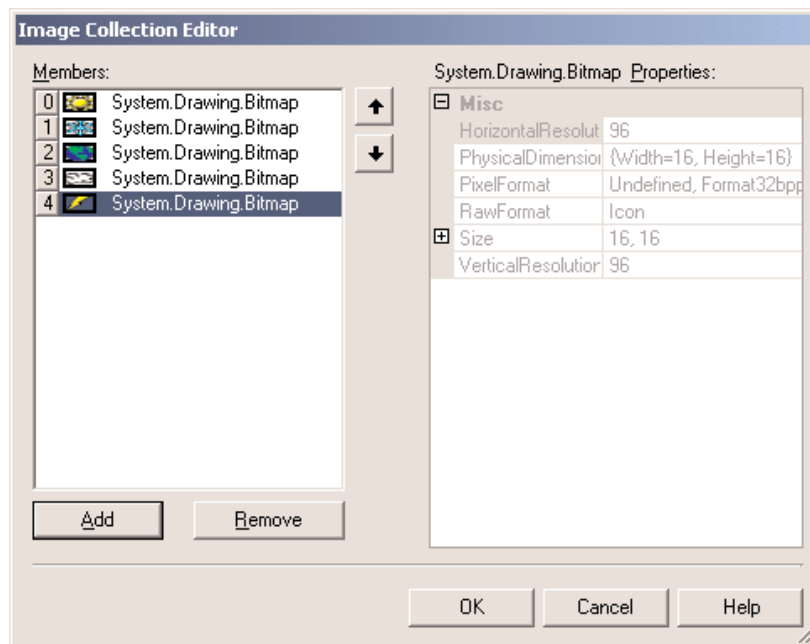 Image Collection Editor
Members:
0 System.Drawing.Bitmap
1 System.Drawing.Bitmap
2 System.Drawing.Bitmap
3 System.Drawing.Bitmap
4 System.Drawing.Bitmap
Add Remove
System.Drawing.Bitmap Properties:
Misc
HorizontalResolut 96
PhysicalDimension {Width=16, Height=16}
PixelFormat Undefined, Format32bpp
RawFormat Icon
Size 16, 16
VerticalResolution 96
OK Cancel Help